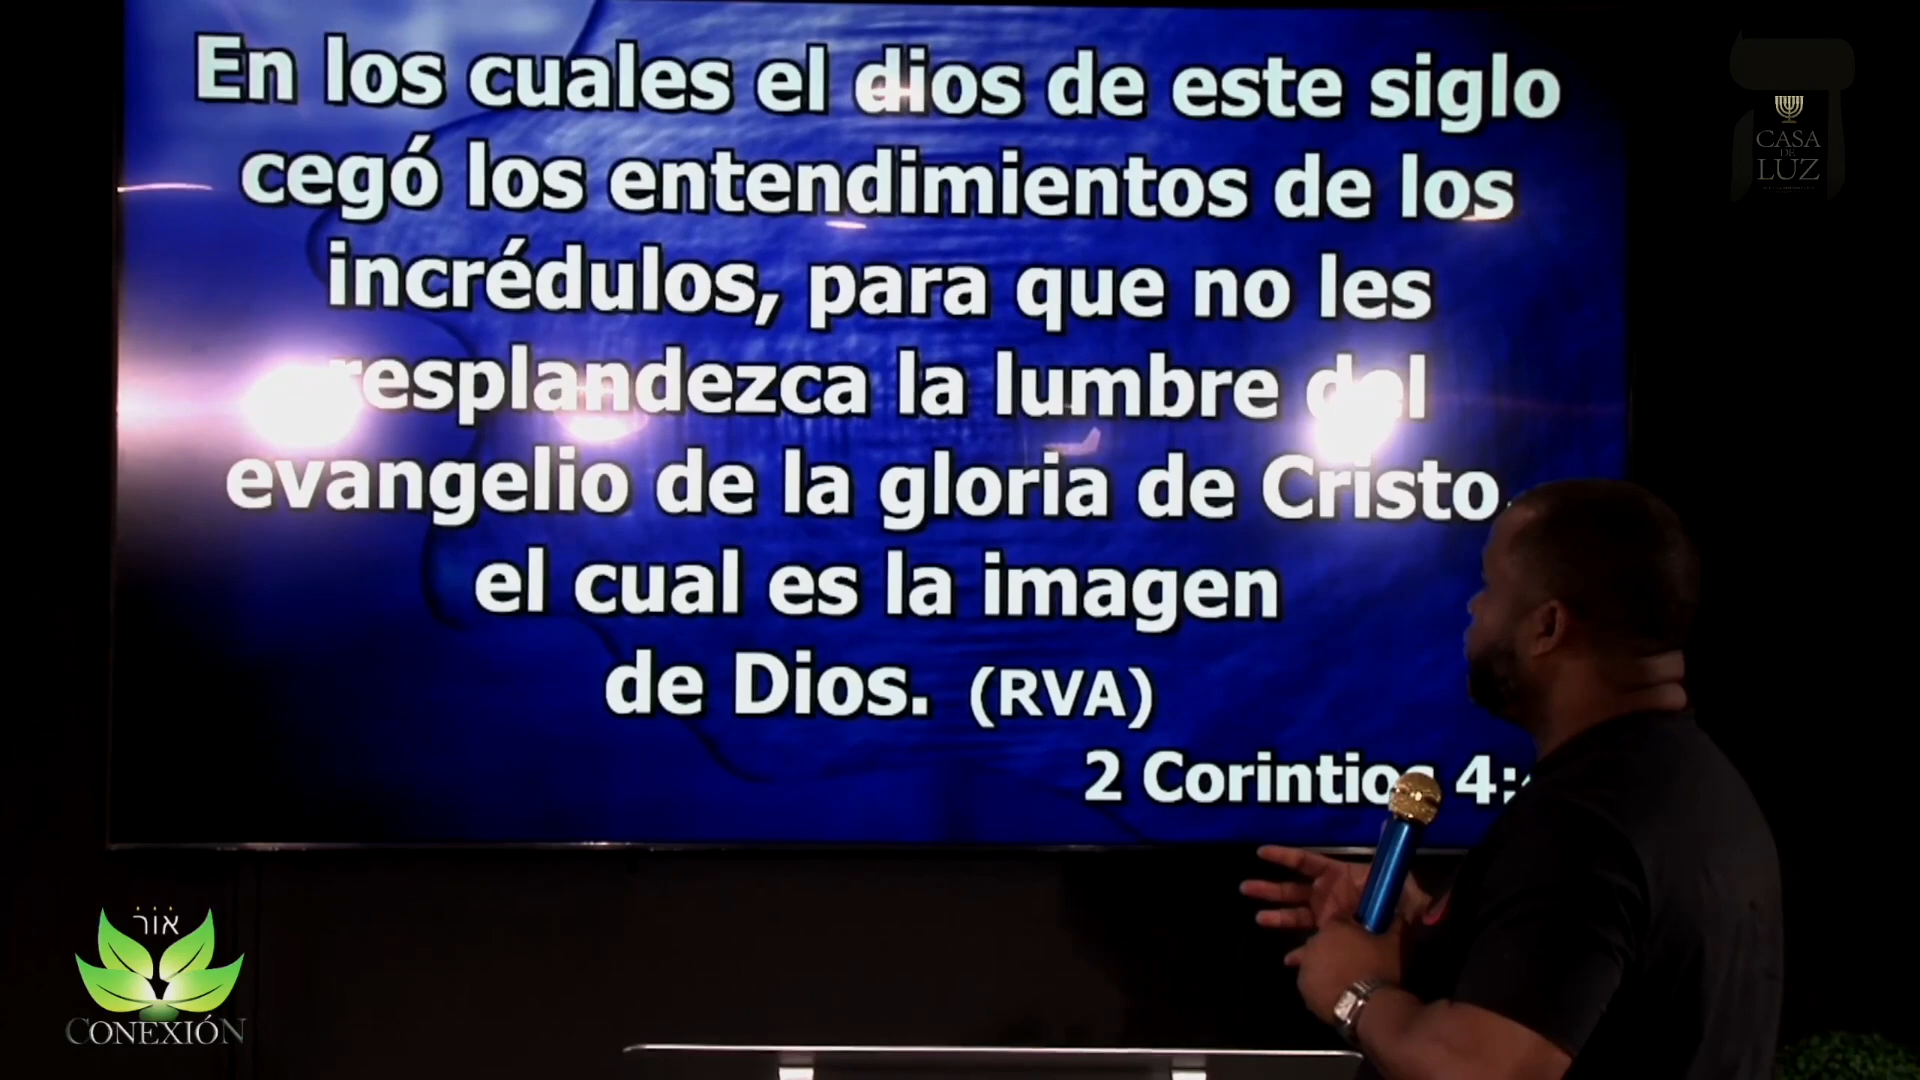 En los cuales el dios de este siglo
cegó los entendimientos de los
incrédulos, para que no les
resplandezca la lumbre del
evangelio de la gloria de Cristo,
el cual es la imagen
de Dios. (RVA)
2 Corintios 4:
CASA
DE
LUZ
אור
CONEXIÓN